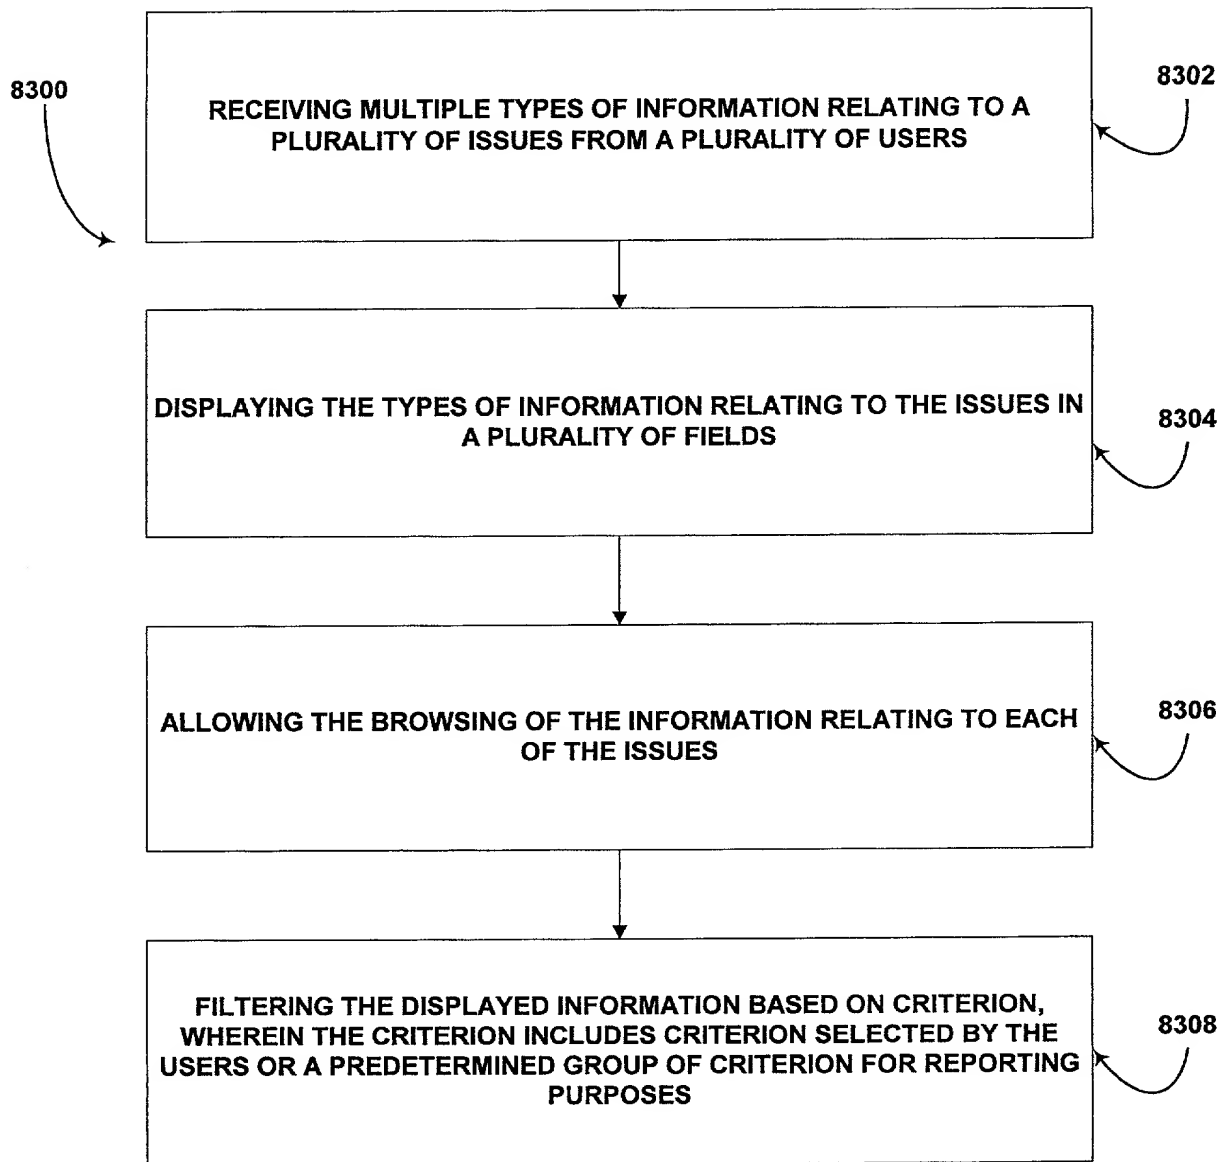 8300
8302
RECEIVING MULTIPLE TYPES OF INFORMATION RELATING TO A
PLURALITY OF ISSUES FROM A PLURALITY OF USERS
DISPLAYING THE TYPES OF INFORMATION RELATING TO THE ISSUES IN
A PLURALITY OF FIELDS
8304
ALLOWING THE BROWSING OF THE INFORMATION RELATING TO EACH
OF THE ISSUES
8306
FILTERING THE DISPLAYED INFORMATION BASED ON CRITERION,
WHEREIN THE CRITERION INCLUDES CRITERION SELECTED BY THE
USERS OR A PREDETERMINED GROUP OF CRITERION FOR REPORTING
PURPOSES
8308